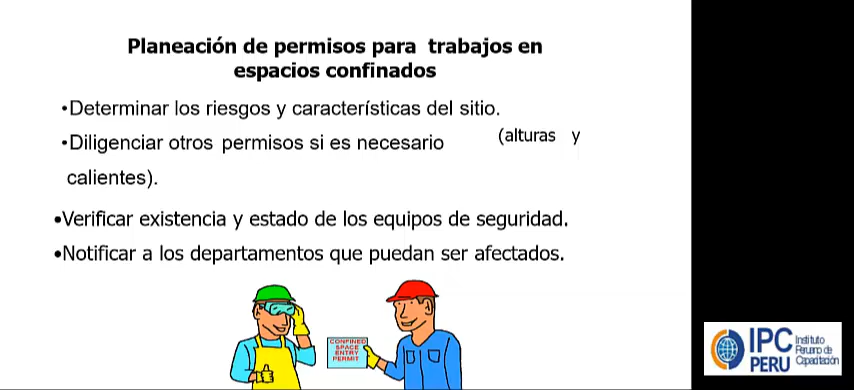 Planeación de permisos para trabajos en
espacios confinados
•Determinar los riesgos y características del sitio.
•Diligenciar otros permisos si es necesario (alturas y
calientes).
•Verificar existencia y estado de los equipos de seguridad.
•Notificar a los departamentos que puedan ser afectados.
CONFINED
SPACE
ENTRY
PERMIT
IPC
PERU
Instituto
Peruano de
Capacitación